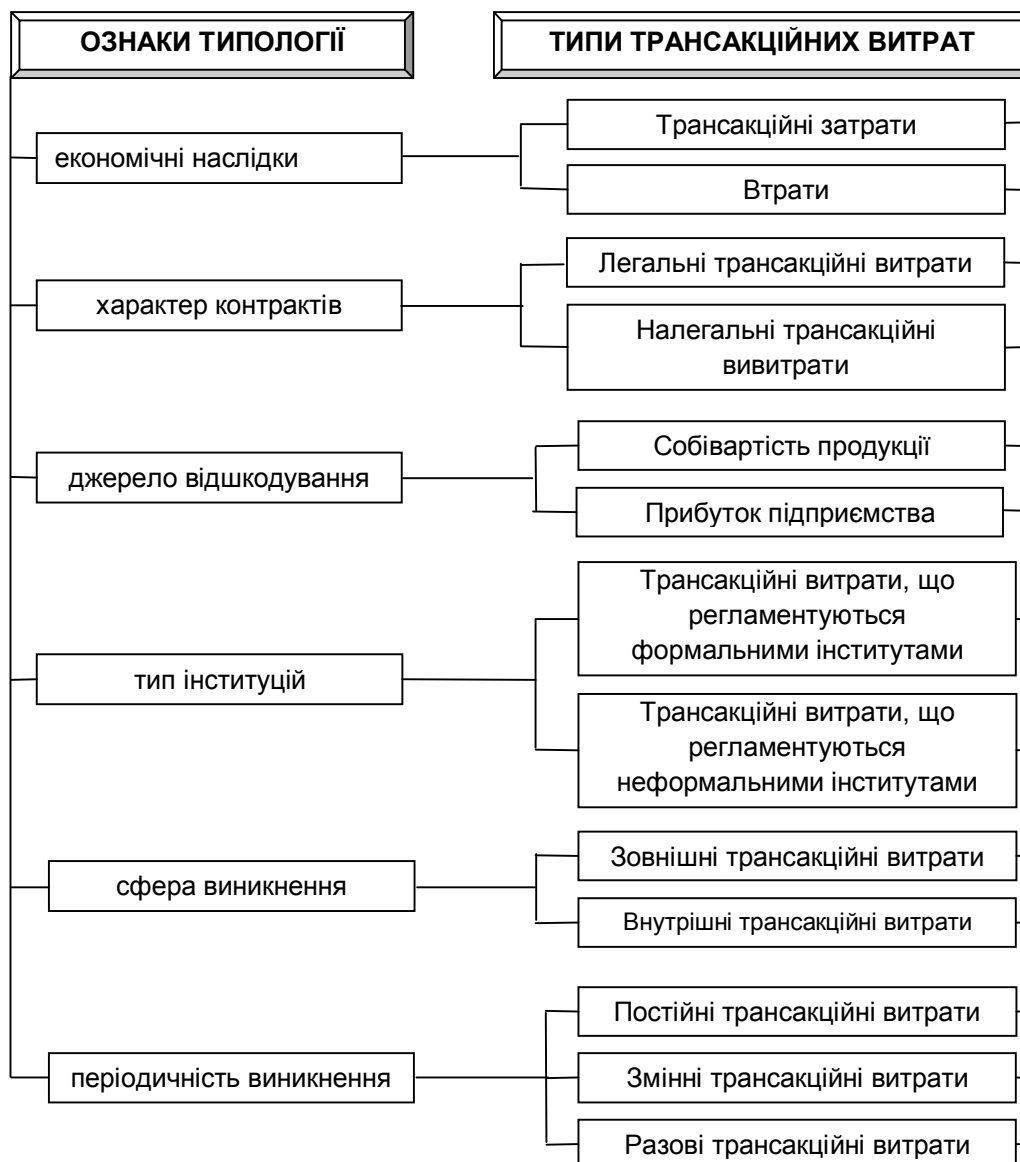 ОЗНАКИ ТИПОЛОГІЇ
ТИПИ ТРАНСАКЦІЙНИХ ВИТРАТ
економічні наслідки
Трансакційні затрати
Втрати
характер контрактів
Легальні трансакційні витрати
Налегальні трансакційні
вивитрати
джерело відшкодування
Собівартість продукції
Прибуток підприємства
тип інституцій
Трансакційні витрати, що
регламентуються
формальними інститутами
Трансакційні витрати, що
регламентуються
неформальними інститутами
сфера виникнення
Зовнішні трансакційні витрати
Внутрішні трансакційні витрати
періодичність виникнення
Постійні трансакційні витрати
Змінні трансакційні витрати
Разові трансакційні витрати